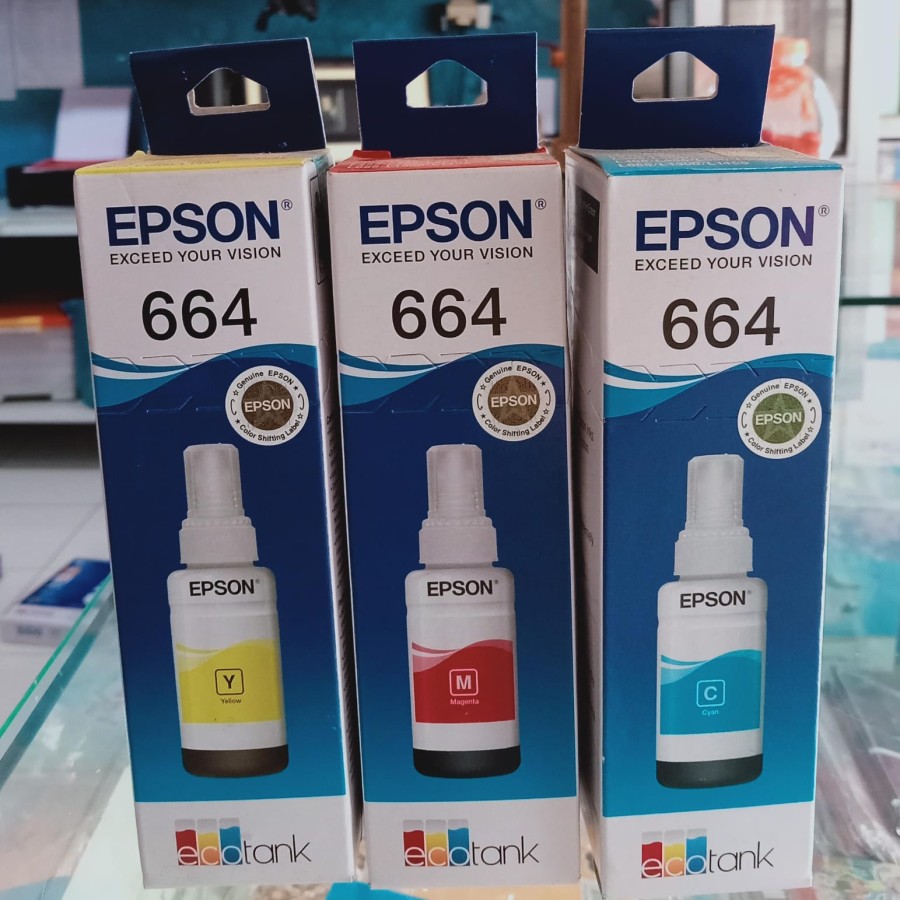 EPSON®
EXCEED YOUR VISION
664
Genuine EPSON
EPSON
Color Shifting Label
EPSON®
Y
Yellow
ecotank
EPSON®
EXCEED YOUR VISION
664
Genuine EPSON
EPSON
Color Shifting Label
EPSON®
M
Magenta
ecotank
EPSON®
EXCEED YOUR VISION
664
Genuine EPSON
EPSON
Color Shifting Label
EPSON®
C
Cyan
ecotank
664